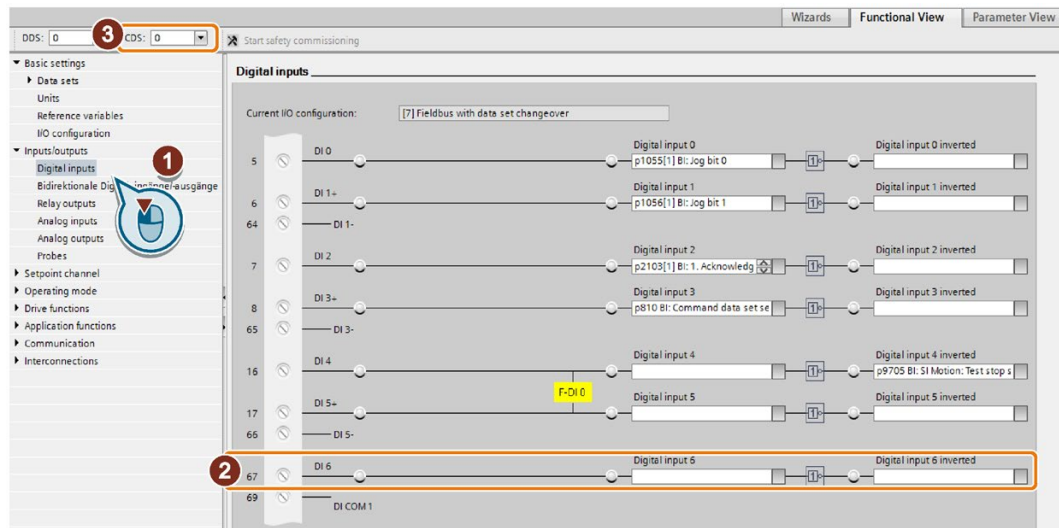 Wizards Functional View Parameter View
DDS: 0 3 CDS: 0 Start safety commissioning
Basic settings
Data sets
Units
Reference variables
I/O configuration
Inputs/outputs
Digital inputs
1
Relay outputs
Analog inputs
Analog outputs
Probes
Setpoint channel
Operating mode
Drive functions
Application functions
Communication
Interconnections
Digital inputs
Current I/O configuration: [7] Fieldbus with data set changeover
Digital input 0 Digital input 0 inverted
5 DI 0 p1055[1] BI: Jog bit 0 1
Digital input 1 Digital input 1 inverted
6 DI 1+ p1056[1] BI: Jog bit 1 1
64 DI 1-
Digital input 2 Digital input 2 inverted
7 DI 2 p2103[1] BI: 1. Acknowledg 1
Digital input 3 Digital input 3 inverted
8 DI 3+ p810 BI: Command data set se 1
65 DI 3-
Digital input 4 Digital input 4 inverted
16 DI 4 1 p9705 BI: SI Motion: Test stop s
F-DI 0
Digital input 5 Digital input 5 inverted
17 DI 5+ 1
66 DI 5-
Digital input 6 Digital input 6 inverted
2 67 DI 6 1
69 DI COM 1